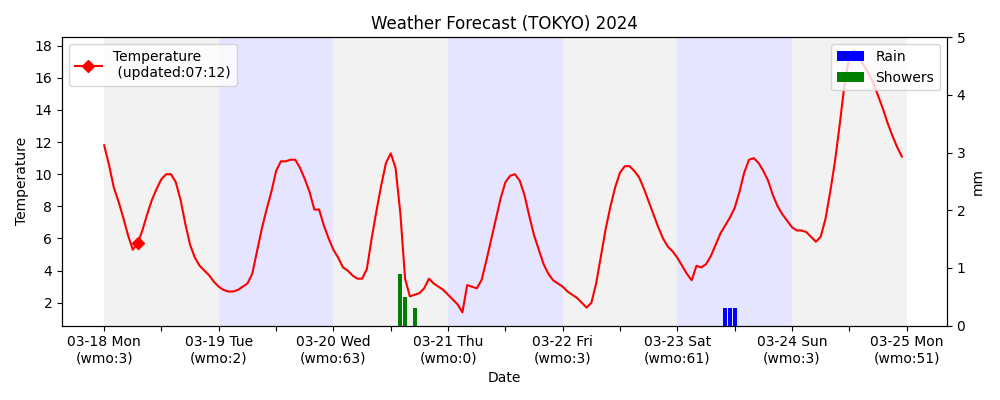 Weather Forecast (TOKYO) 2024
Temperature
(updated:07:12)
Rain
Showers
18
16
14
12
10
8
6
4
2
Temperature
5
4
3
2
1
0
mm
03-18 Mon 03-19 Tue 03-20 Wed 03-21 Thu 03-22 Fri 03-23 Sat 03-24 Sun 03-25 Mon
(wmo:3) (wmo:2) (wmo:63) (wmo:0) (wmo:3) (wmo:61) (wmo:3) (wmo:51)
Date